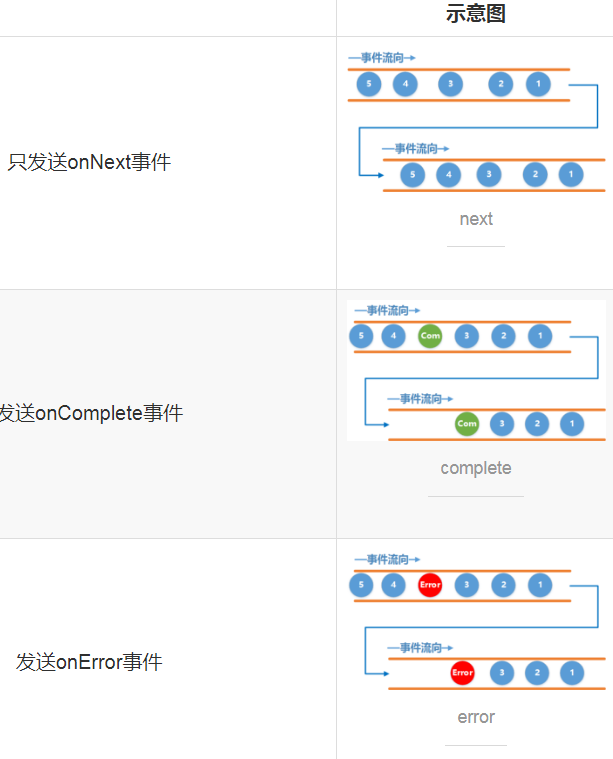 示意图
—事件流向→
5 4 3 2 1
—事件流向→
5 4 3 2 1
只发送onNext事件
next
—事件流向→
5 4 Com 3 2 1
—事件流向→
Com 3 2 1
发送onComplete事件
complete
—事件流向→
5 4 Error 3 2 1
—事件流向→
Error 3 2 1
发送onError事件
error